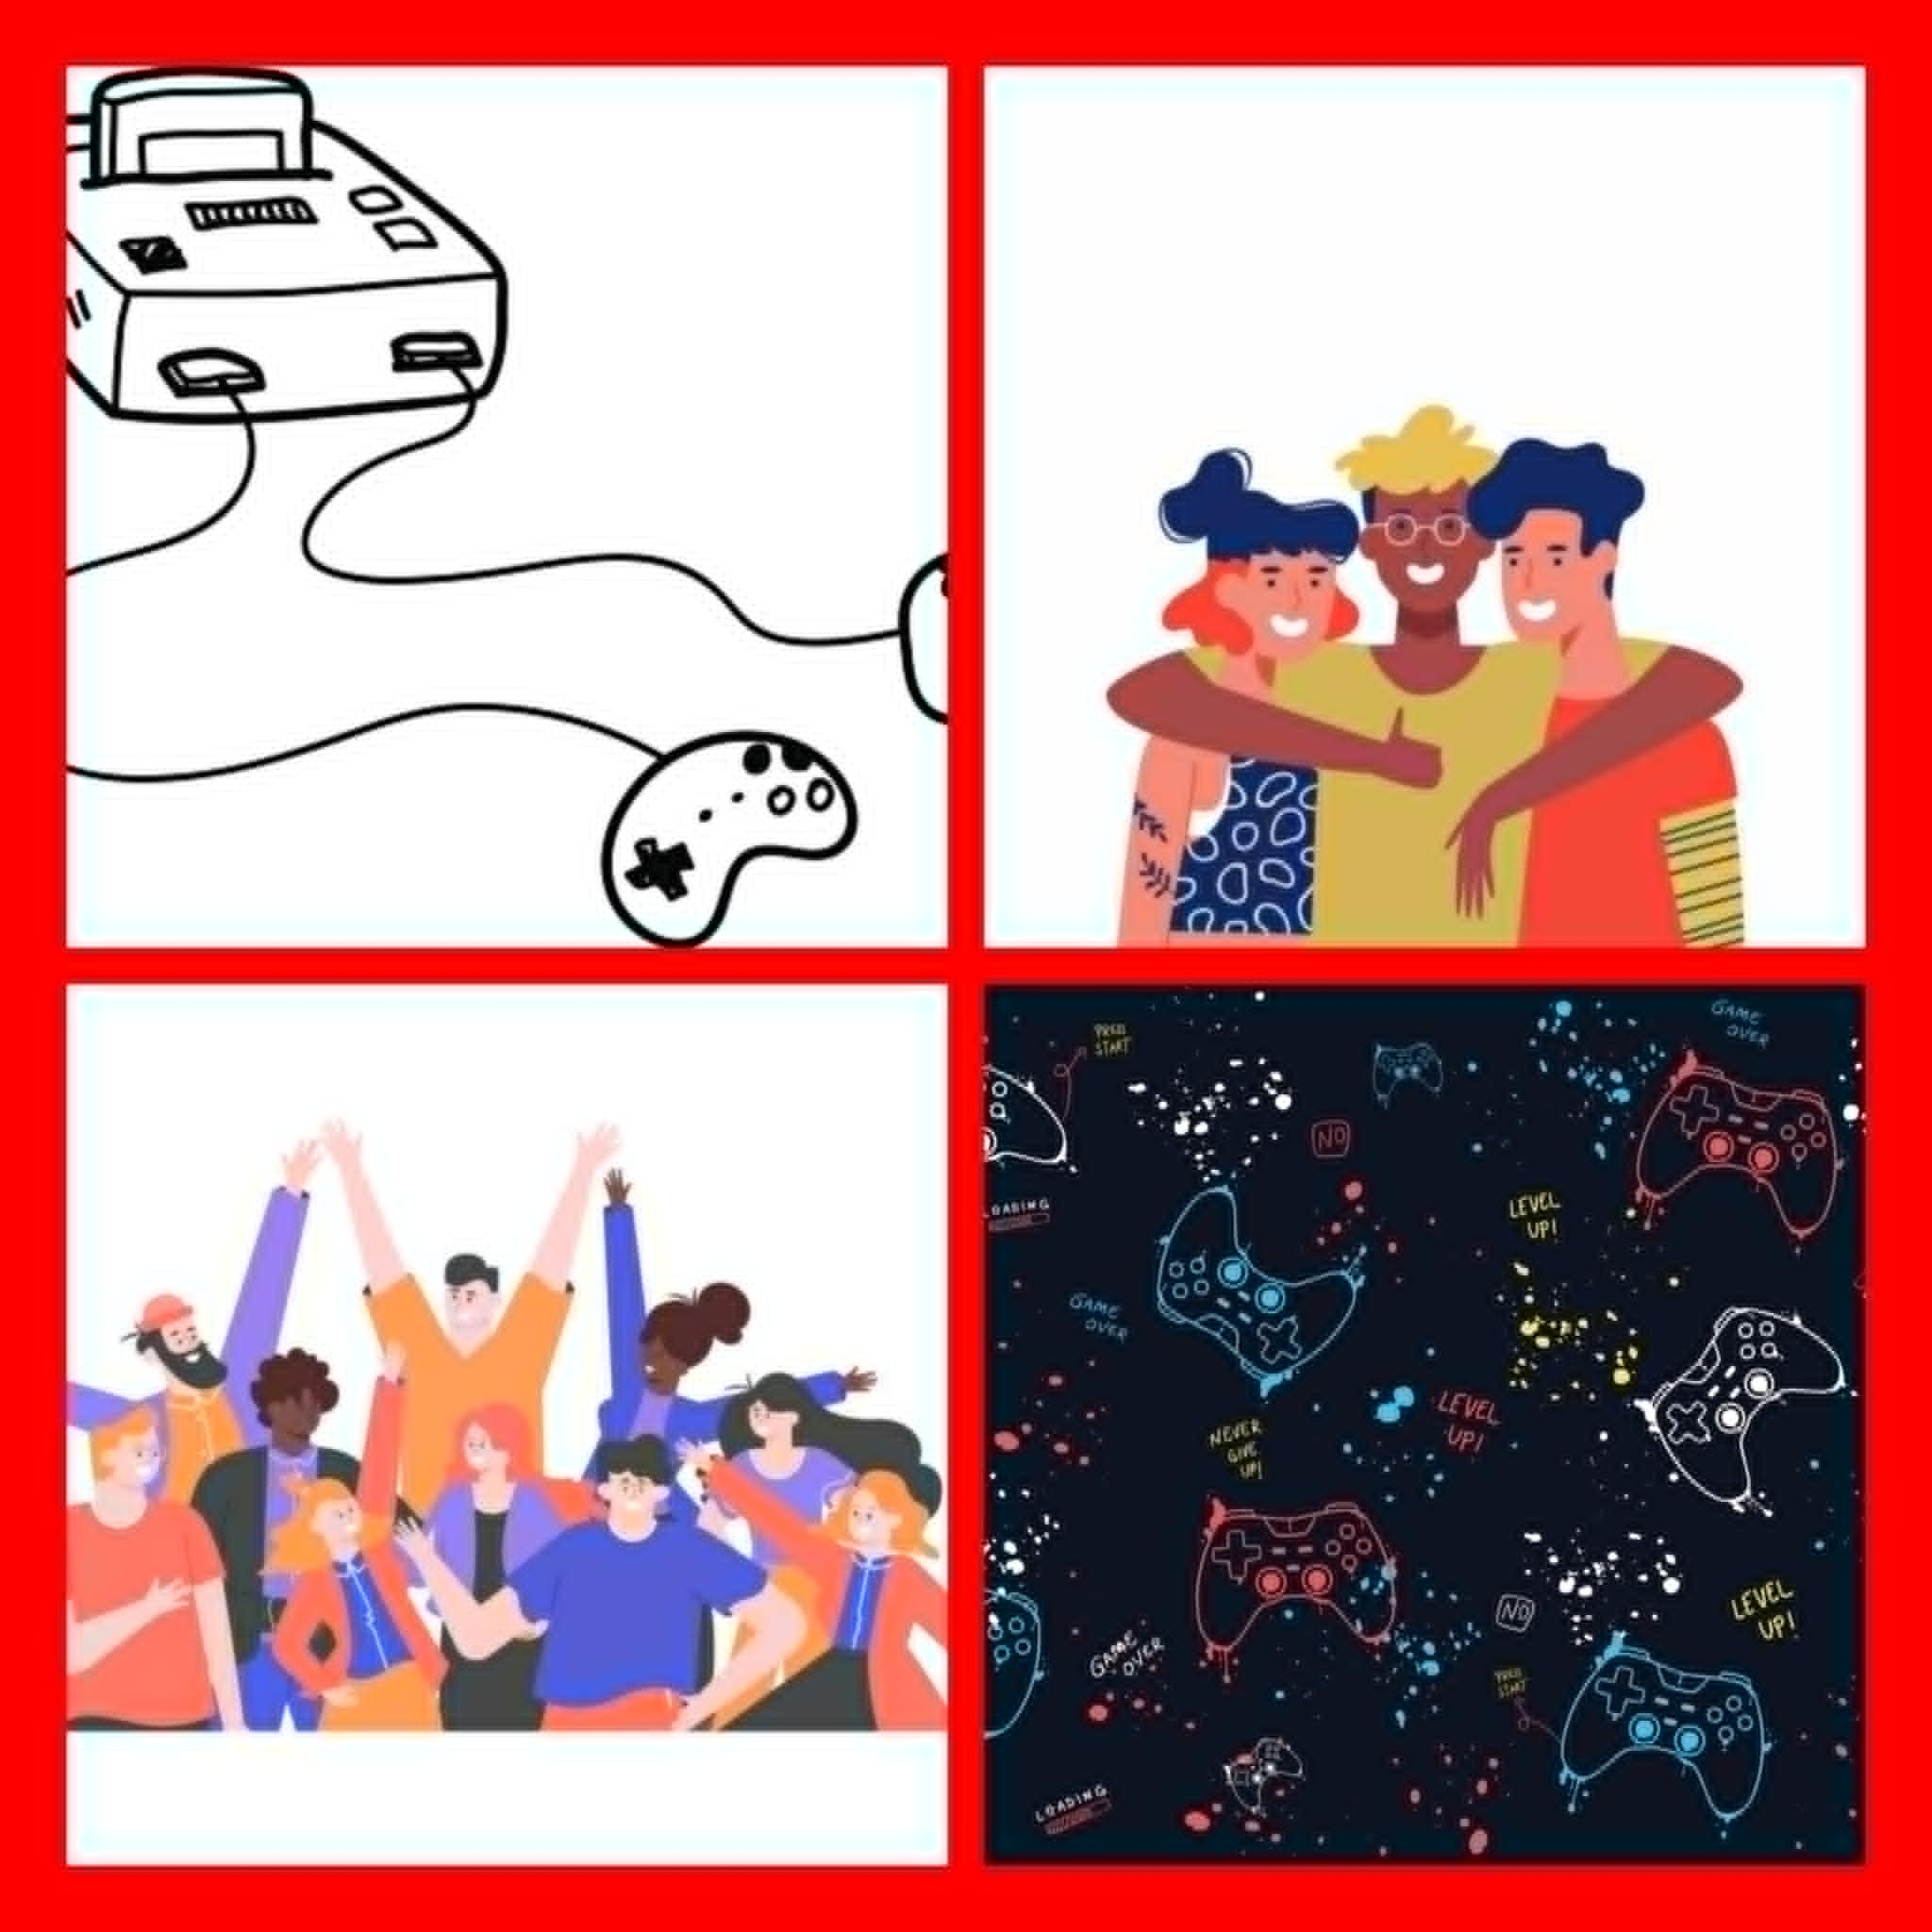 PRESS
START
GAME
OVER
NO
LOADING
LEVEL
UP!
GAME
OVER
LEVEL
UP!
NEVER
GIVE
UP!
LEVEL
UP!
NO
GAME
OVER
PRESS
START
LOADING